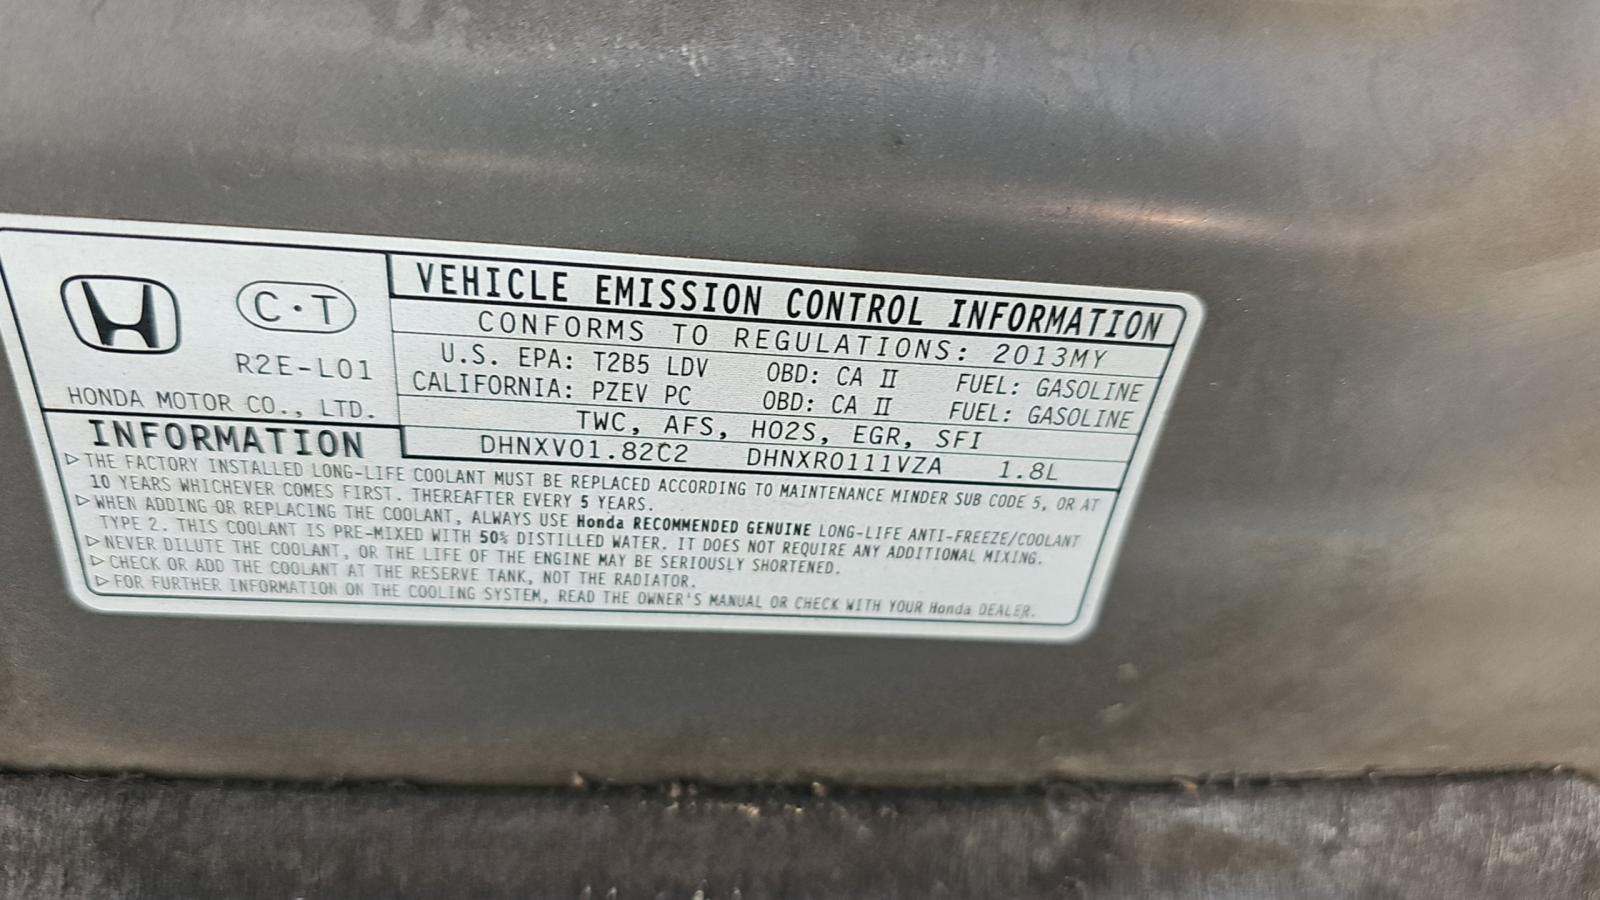 C·T
R2E-L01
HONDA MOTOR CO., LTD.
VEHICLE EMISSION CONTROL INFORMATION
CONFORMS TO REGULATIONS: 2013MY
U.S. EPA: T2B5 LDV OBD: CA II FUEL: GASOLINE
CALIFORNIA: PZEV PC OBD: CA II FUEL: GASOLINE
TWC, AFS, HO2S, EGR, SFI
DHNXV01.82C2 DHNXR0111VZA 1.8L
INFORMATION
▷THE FACTORY INSTALLED LONG-LIFE COOLANT MUST BE REPLACED ACCORDING TO MAINTENANCE MINDER SUB CODE 5, OR AT
10 YEARS WHICHEVER COMES FIRST. THEREAFTER EVERY 5 YEARS.
▷WHEN ADDING OR REPLACING THE COOLANT, ALWAYS USE Honda RECOMMENDED GENUINE LONG-LIFE ANTI-FREEZE/COOLANT
TYPE 2. THIS COOLANT IS PRE-MIXED WITH 50% DISTILLED WATER. IT DOES NOT REQUIRE ANY ADDITIONAL MIXING.
▷NEVER DILUTE THE COOLANT, OR THE LIFE OF THE ENGINE MAY BE SERIOUSLY SHORTENED.
▷CHECK OR ADD THE COOLANT AT THE RESERVE TANK, NOT THE RADIATOR.
▷FOR FURTHER INFORMATION ON THE COOLING SYSTEM, READ THE OWNER'S MANUAL OR CHECK WITH YOUR Honda DEALER.